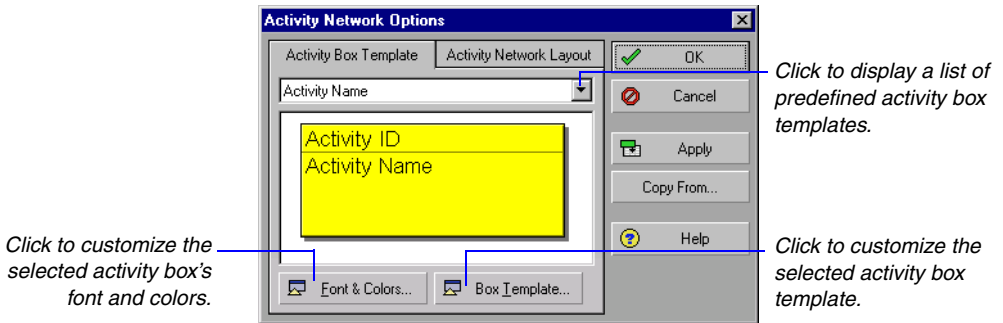 Activity Network Options
Activity Box Template
Activity Network Layout
Activity Name
Activity ID
Activity Name
Font & Colors...
Box Template...
OK
Cancel
Apply
Copy From...
Help
Click to display a list of
predefined activity box
templates.
Click to customize the
selected activity box's
font and colors.
Click to customize the
selected activity box
template.